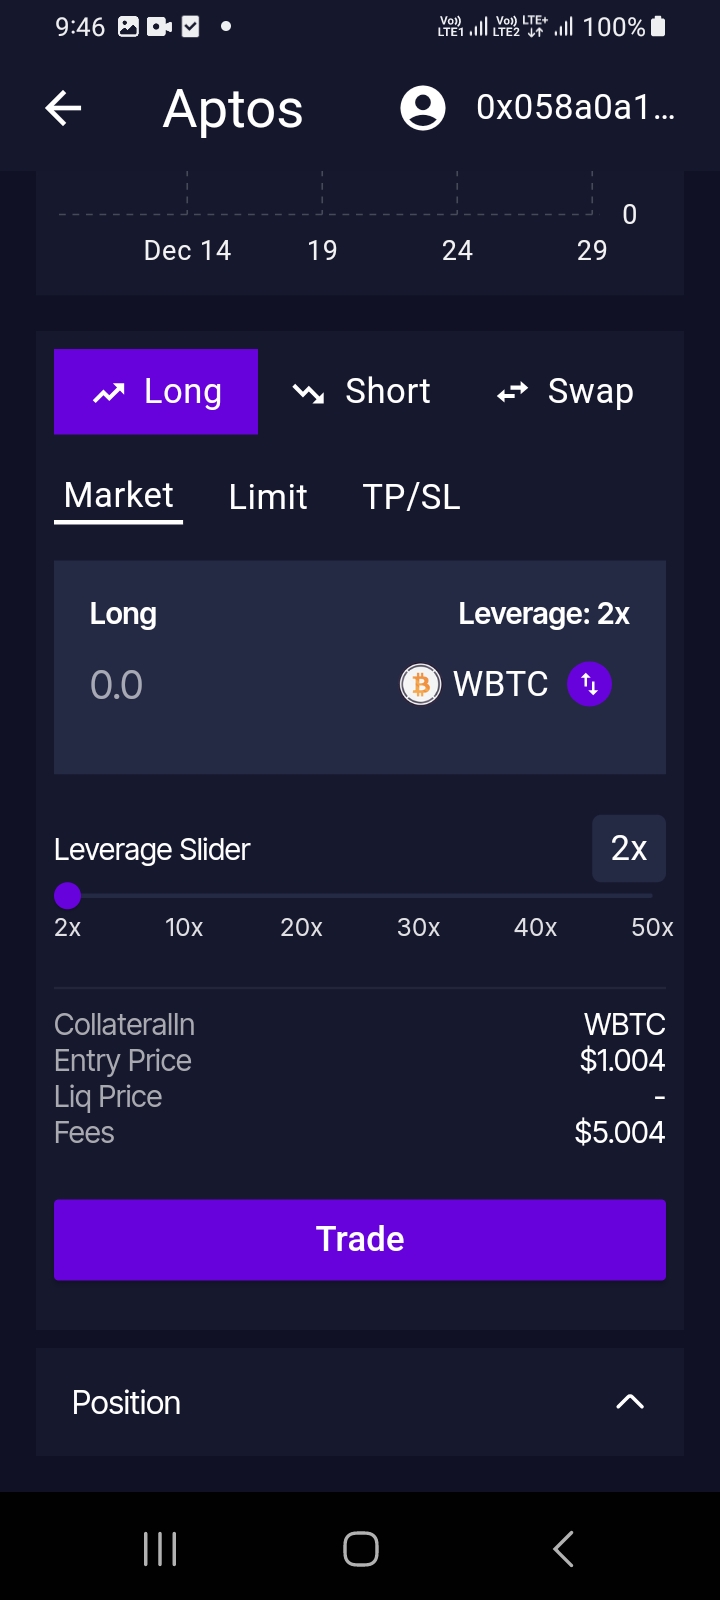 9:46 Vo)) LTE1 Vo)) LTE2 LTE+ 100%
Aptos 0x058a0a1...
0
Dec 14 19 24 29
Long Short Swap
Market Limit TP/SL
Long Leverage: 2x
0.0 WBTC
Leverage Slider 2x
2x 10x 20x 30x 40x 50x
CollateralIn WBTC
Entry Price $1.004
Liq Price -
Fees $5.004
Trade
Position